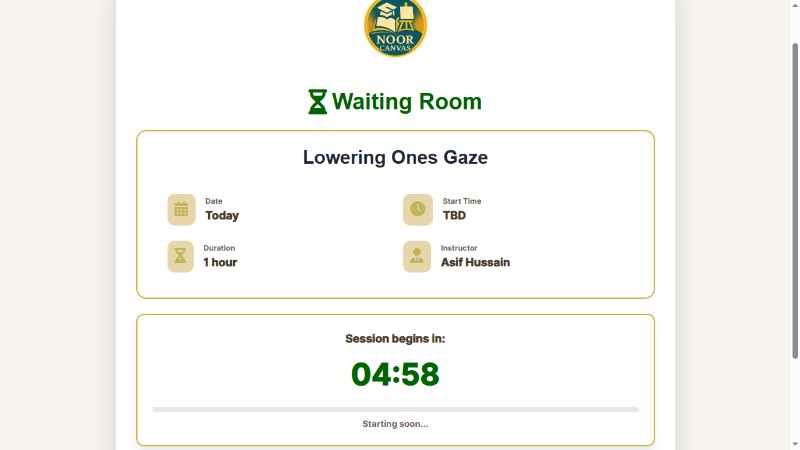 NOOR
CANVAS
Waiting Room
Lowering Ones Gaze
Date
Today
Start Time
TBD
Duration
1 hour
Instructor
Asif Hussain
Session begins in:
04:58
Starting soon...